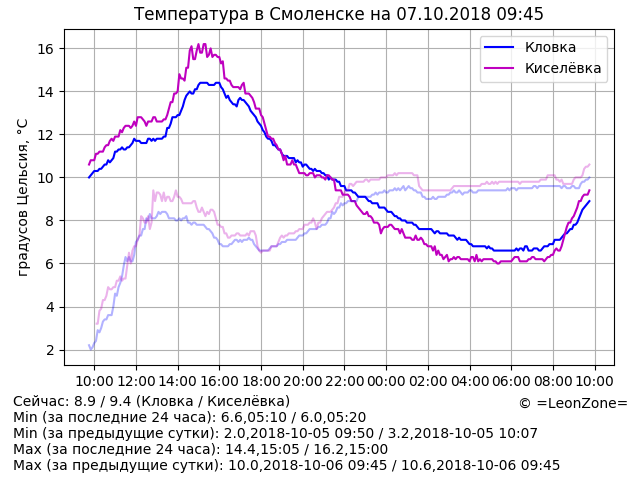 Температура в Смоленске на 07.10.2018 09:45
Кловка
Киселёвка
градусов Цельсия, °C
16
14
12
10
8
6
4
2
10:00 12:00 14:00 16:00 18:00 20:00 22:00 00:00 02:00 04:00 06:00 08:00 10:00
Сейчас: 8.9 / 9.4 (Кловка / Киселёвка)
© =LeonZone=
Min (за последние 24 часа): 6.6,05:10 / 6.0,05:20
Min (за предыдущие сутки): 2.0,2018-10-05 09:50 / 3.2,2018-10-05 10:07
Max (за последние 24 часа): 14.4,15:05 / 16.2,15:00
Max (за предыдущие сутки): 10.0,2018-10-06 09:45 / 10.6,2018-10-06 09:45